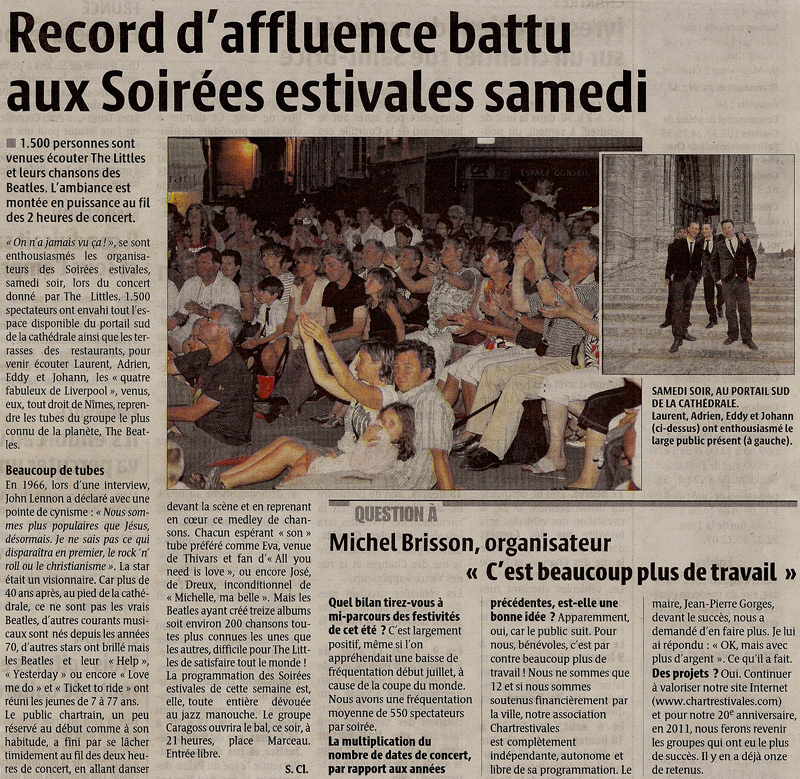 Record d'affluence battu
aux Soirées estivales samedi
1.500 personnes sont
venues écouter The Littles
et leurs chansons des
Beatles. L'ambiance est
montée en puissance au fil
des 2 heures de concert.
« On n'a jamais vu ça ! », se sont
enthousiasmés les organisa-
teurs des Soirées estivales,
samedi soir, lors du concert
donné par The Littles. 1.500
spectateurs ont envahi tout l'es-
pace disponible du portail sud
de la cathédrale ainsi que les ter-
rasses des restaurants, pour
venir écouter Laurent, Adrien,
Eddy et Johann, les « quatre
fabuleux de Liverpool », venus,
eux, tout droit de Nîmes, repren-
dre les tubes du groupe le plus
connu de la planète, The Beat-
les.
Beaucoup de tubes
En 1966, lors d'une interview,
John Lennon a déclaré avec une
pointe de cynisme : « Nous som-
mes plus populaires que Jésus,
désormais. Je ne sais pas ce qui
disparaîtra en premier, le rock 'n'
roll ou le christianisme ». La star
était un visionnaire. Car plus de
40 ans après, au pied de la cathé-
drale, ce ne sont pas les vrais
Beatles, d'autres courants musi-
caux sont nés depuis les années
70, d'autres stars ont brillé mais
les Beatles et leur « Help »,
« Yesterday » ou encore « Love
me do » et « Ticket to ride » ont
réuni les jeunes de 7 à 77 ans.
Le public chartrain, un peu
réservé au début comme à son
habitude, a fini par se lâcher
timidement au fil des deux heu-
res de concert, en allant danser
devant la scène et en reprenant
en cœur ce medley de chan-
sons. Chacun espérant « son »
tube préféré comme Eva, venue
de Thivars et fan d'« All you
need is love », ou encore José,
de Dreux, inconditionnel de
« Michelle, ma belle ». Mais les
Beatles ayant créé treize albums
soit environ 200 chansons toutes
plus connues les unes que
les autres, difficile pour The Litt-
les de satisfaire tout le monde !
La programmation des Soirées
estivales de cette semaine est,
elle, toute entière dévouée
au jazz manouche. Le groupe
Caragoss ouvrira le bal, ce soir, à
21 heures, place Marceau.
Entrée libre.
S. Cl.
ESPACE CONSEIL
SAMEDI SOIR, AU PORTAIL SUD
DE LA CATHÉDRALE.
Laurent, Adrien, Eddy et Johann
(ci-dessus) ont enthousiasmé le
large public présent (à gauche).
QUESTION À
Michel Brisson, organisateur
« C'est beaucoup plus de travail »
Quel bilan tirez-vous à
mi-parcours des festivités
de cet été ? C'est largement
positif, même si l'on
appréhendait une baisse de
fréquentation début juillet, à
cause de la coupe du monde.
Nous avons une fréquentation
moyenne de 550 spectateurs
par soirée.
La multiplication du
nombre de dates de concert,
par rapport aux années
précédentes, est-elle une
bonne idée ? Apparemment,
oui, car le public suit. Pour
nous, bénévoles, c'est par
contre beaucoup plus de
travail ! Nous ne sommes que
12 et si nous sommes
soutenus financièrement par
la ville, notre association
Chartrestivales
est complètement
indépendante, autonome et
libre de sa programmation. Le
maire, Jean-Pierre Gorges,
devant le succès, nous a
demandé d'en faire plus. Je lui
ai répondu : « OK, mais avec
plus d'argent ». Ce qu'il a fait.
Des projets ? Oui. Continuer
à valoriser notre site Internet
(www.chartrestivales.com)
et pour notre 20e anniversaire,
en 2011, nous ferons revenir
les groupes qui ont eu le plus
de succès. Il y en a déjà onze
de retenus.